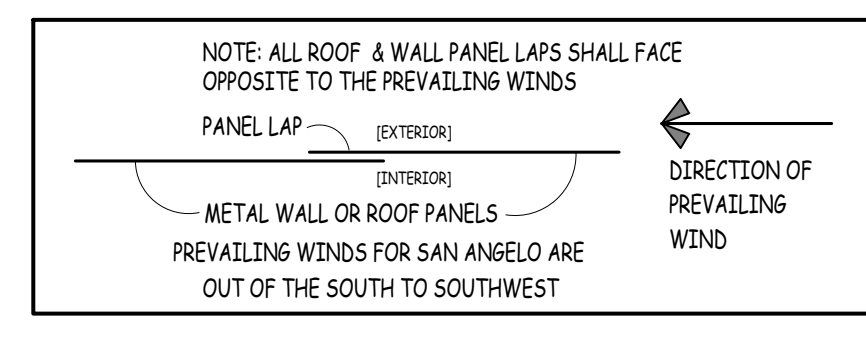 NOTE: ALL ROOF & WALL PANEL LAPS SHALL FACE
OPPOSITE TO THE PREVAILING WINDS
PANEL LAP
[EXTERIOR]
[INTERIOR]
METAL WALL OR ROOF PANELS
PREVAILING WINDS FOR SAN ANGELO ARE
OUT OF THE SOUTH TO SOUTHWEST
DIRECTION OF
PREVAILING
WIND